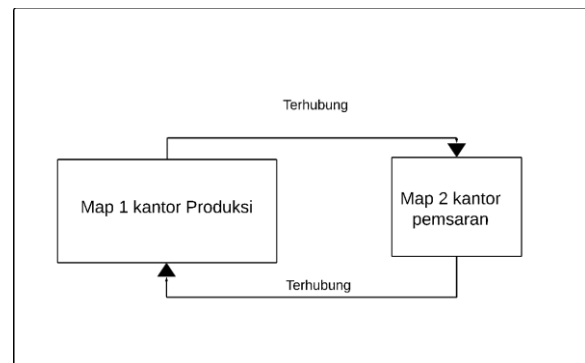 Terhubung
Map 1 kantor Produksi
Map 2 kantor
pemsaran
Terhubung